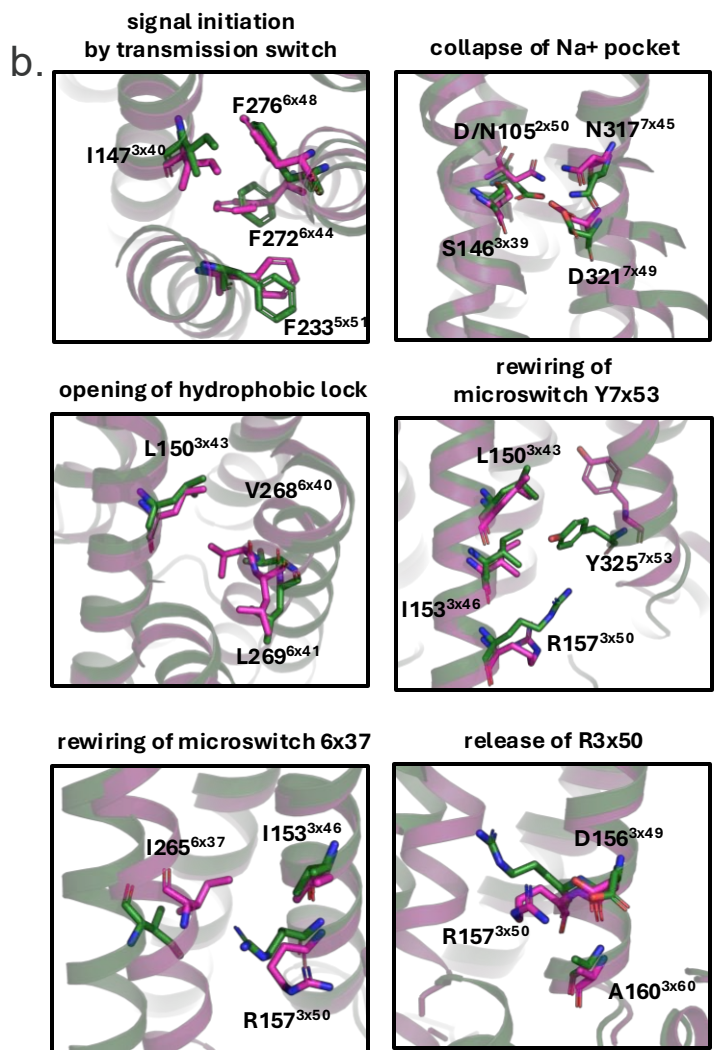 b.
signal initiation
by transmission switch
F276⁶ˣ⁴⁸
I147³ˣ⁴⁰
F272⁶ˣ⁴⁴
F233⁵ˣ⁵¹
collapse of Na+ pocket
D/N105²ˣ⁵⁰ N317⁷ˣ⁴⁵
S146³ˣ³⁹
D321⁷ˣ⁴⁹
opening of hydrophobic lock
L150³ˣ⁴³
V268⁶ˣ⁴⁰
L269⁶ˣ⁴¹
rewiring of
microswitch Y7x53
L150³ˣ⁴³
Y325⁷ˣ⁵³
I153³ˣ⁴⁶
R157³ˣ⁵⁰
rewiring of microswitch 6x37
I265⁶ˣ³⁷
I153³ˣ⁴⁶
R157³ˣ⁵⁰
release of R3x50
D156³ˣ⁴⁹
R157³ˣ⁵⁰
A160³ˣ⁶⁰